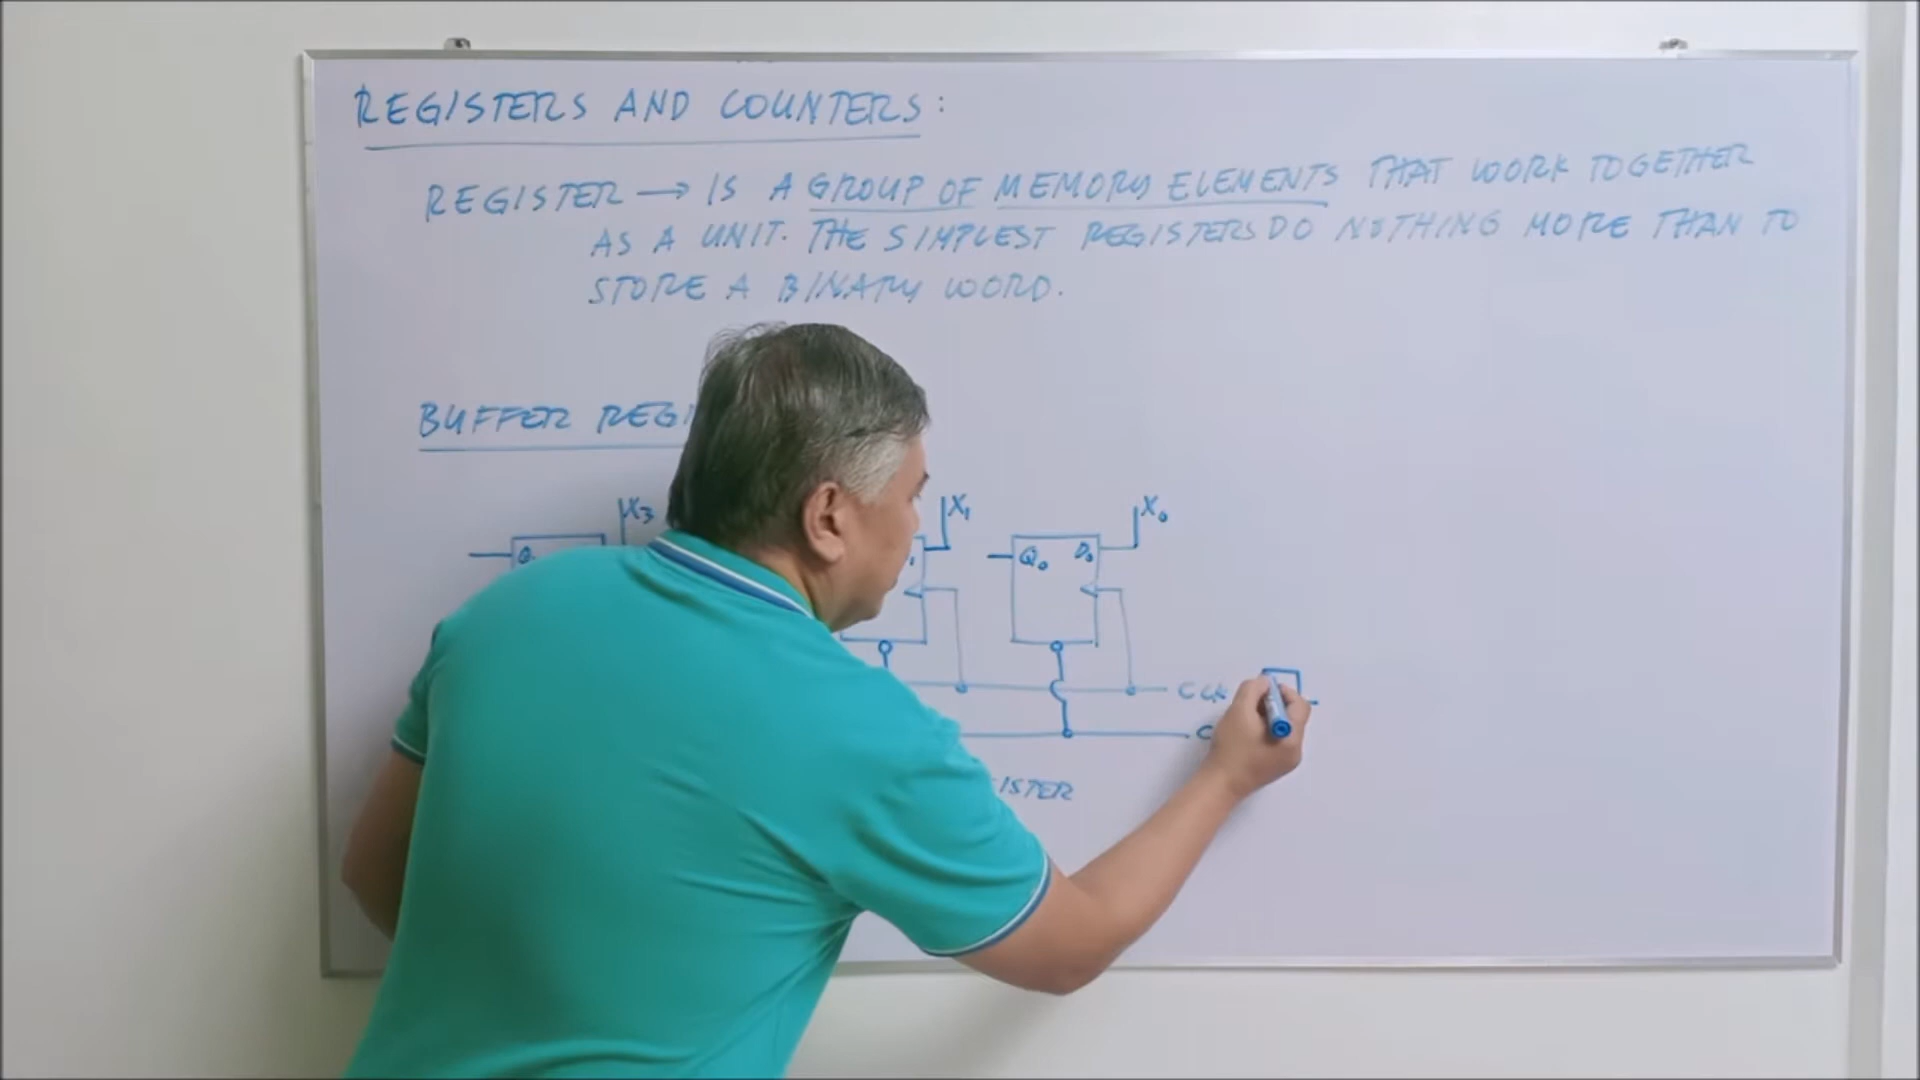 REGISTERS AND COUNTERS:
REGISTER → IS A GROUP OF MEMORY ELEMENTS THAT WORK TOGETHER
AS A UNIT. THE SIMPLEST REGISTERS DO NOTHING MORE THAN TO
STORE A BINARY WORD.
BUFFER
X3 X1 X0
Q0 D0
CLK